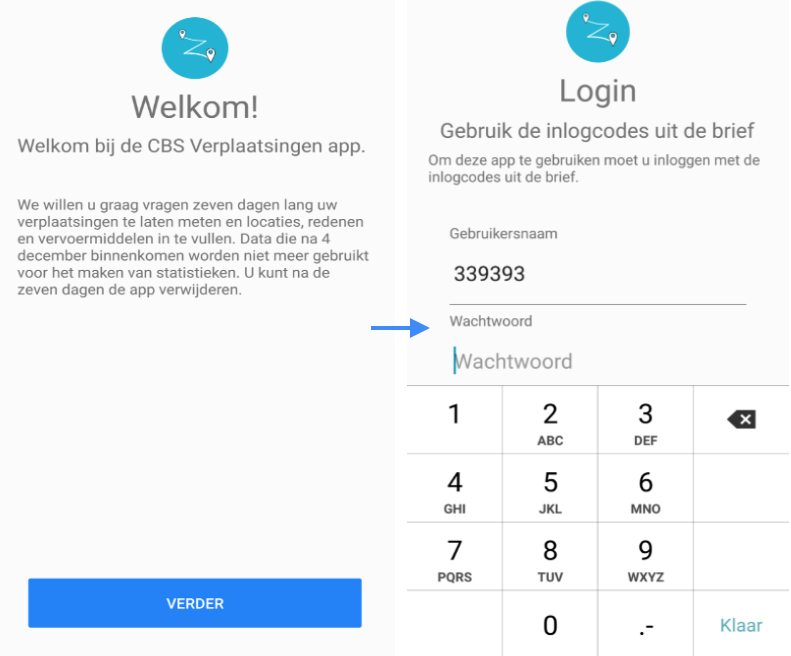 Welkom!
Welkom bij de CBS Verplaatsingen app.
We willen u graag vragen zeven dagen lang uw
verplaatsingen te laten meten en locaties, redenen
en vervoermiddelen in te vullen. Data die na 4
december binnenkomen worden niet meer gebruikt
voor het maken van statistieken. U kunt na de
zeven dagen de app verwijderen.
VERDER
Login
Gebruik de inlogcodes uit de brief
Om deze app te gebruiken moet u inloggen met de
inlogcodes uit de brief.
Gebruikersnaam
339393
Wachtwoord
Wachtwoord
1 2 3
ABC DEF
4 5 6
GHI JKL MNO
7 8 9
PQRS TUV WXYZ
0 .- Klaar